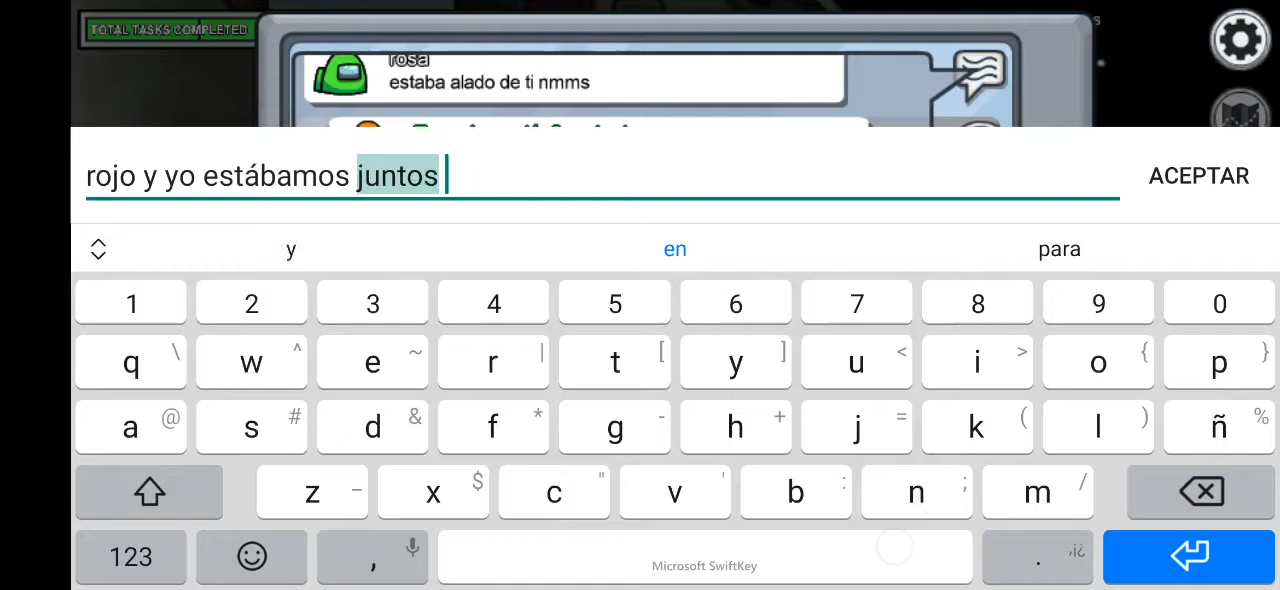 TOTAL TASKS COMPLETED
rosa
estaba alado de ti nmms
rojo y yo estábamos juntos
ACEPTAR
y en para
1 2 3 4 5 6 7 8 9 0
q \ w ^ e ~ r | t [ y ] u < i > o { p }
a @ s # d & f * g - h + j = k ( l ) ñ %
z _ x $ c " v ' b : n ; m /
123 , Microsoft SwiftKey . ,¡¿